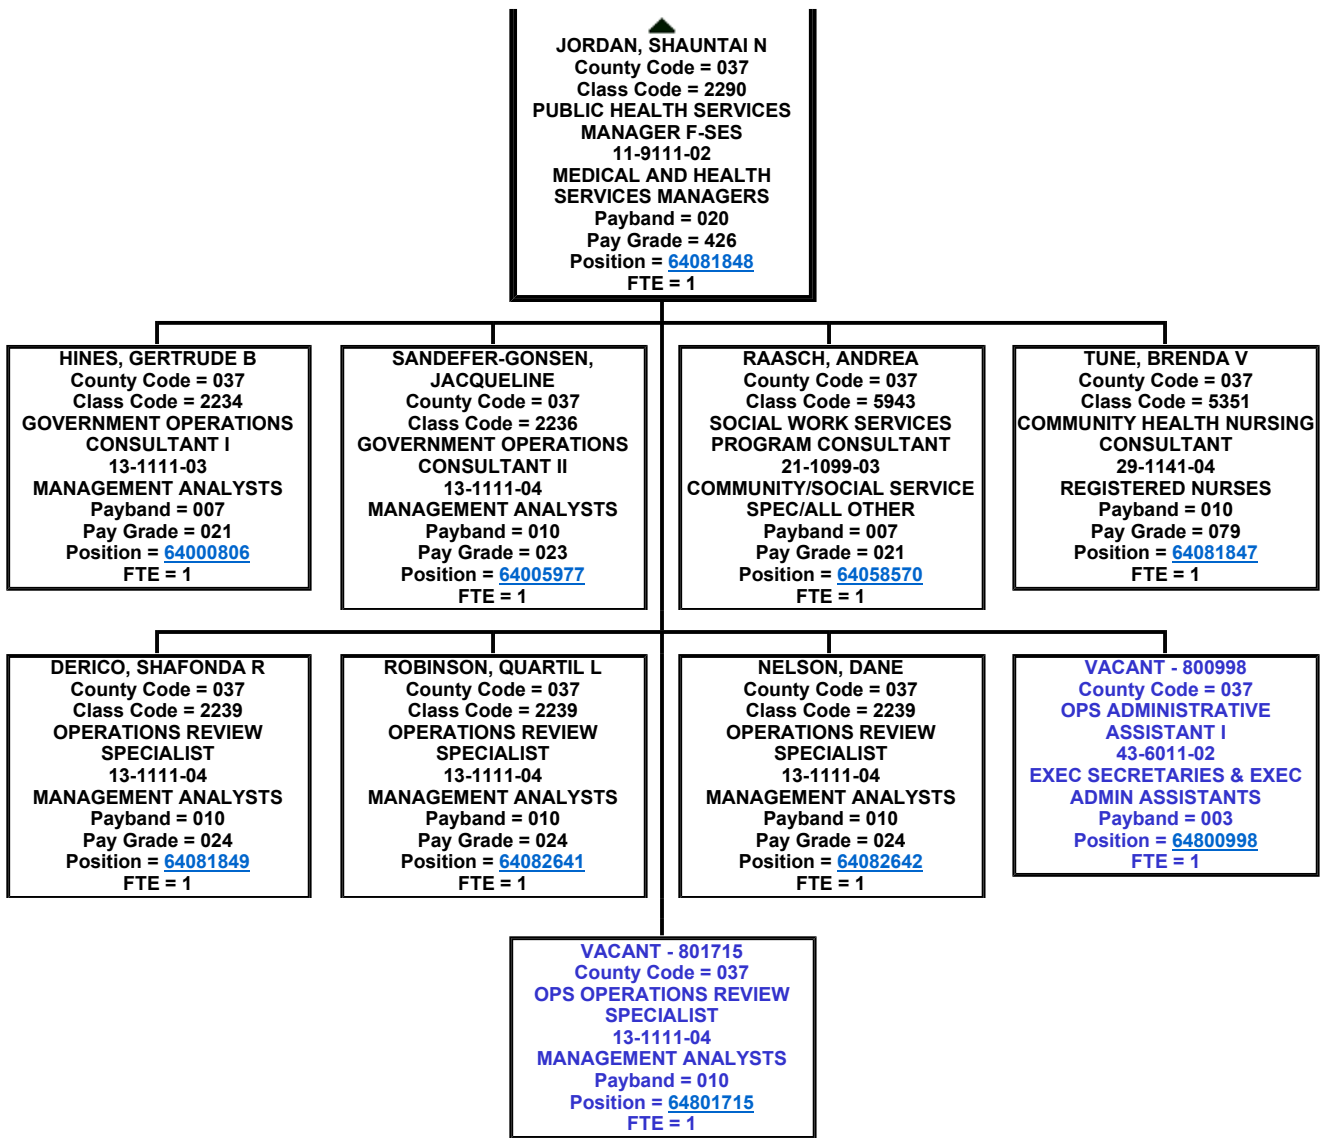 JORDAN, SHAUNTAI N
County Code = 037
Class Code = 2290
PUBLIC HEALTH SERVICES
MANAGER F-SES
11-9111-02
MEDICAL AND HEALTH
SERVICES MANAGERS
Payband = 020
Pay Grade = 426
Position = 64081848
FTE = 1
HINES, GERTRUDE B
County Code = 037
Class Code = 2234
GOVERNMENT OPERATIONS
CONSULTANT I
13-1111-03
MANAGEMENT ANALYSTS
Payband = 007
Pay Grade = 021
Position = 64000806
FTE = 1
SANDEFER-GONSEN,
JACQUELINE
County Code = 037
Class Code = 2236
GOVERNMENT OPERATIONS
CONSULTANT II
13-1111-04
MANAGEMENT ANALYSTS
Payband = 010
Pay Grade = 023
Position = 64005977
FTE = 1
RAASCH, ANDREA
County Code = 037
Class Code = 5943
SOCIAL WORK SERVICES
PROGRAM CONSULTANT
21-1099-03
COMMUNITY/SOCIAL SERVICE
SPEC/ALL OTHER
Payband = 007
Pay Grade = 021
Position = 64058570
FTE = 1
TUNE, BRENDA V
County Code = 037
Class Code = 5351
COMMUNITY HEALTH NURSING
CONSULTANT
29-1141-04
REGISTERED NURSES
Payband = 010
Pay Grade = 079
Position = 64081847
FTE = 1
DERICO, SHAFONDA R
County Code = 037
Class Code = 2239
OPERATIONS REVIEW
SPECIALIST
13-1111-04
MANAGEMENT ANALYSTS
Payband = 010
Pay Grade = 024
Position = 64081849
FTE = 1
ROBINSON, QUARTIL L
County Code = 037
Class Code = 2239
OPERATIONS REVIEW
SPECIALIST
13-1111-04
MANAGEMENT ANALYSTS
Payband = 010
Pay Grade = 024
Position = 64082641
FTE = 1
NELSON, DANE
County Code = 037
Class Code = 2239
OPERATIONS REVIEW
SPECIALIST
13-1111-04
MANAGEMENT ANALYSTS
Payband = 010
Pay Grade = 024
Position = 64082642
FTE = 1
VACANT - 800998
County Code = 037
OPS ADMINISTRATIVE
ASSISTANT I
43-6011-02
EXEC SECRETARIES & EXEC
ADMIN ASSISTANTS
Payband = 003
Position = 64800998
FTE = 1
VACANT - 801715
County Code = 037
OPS OPERATIONS REVIEW
SPECIALIST
13-1111-04
MANAGEMENT ANALYSTS
Payband = 010
Position = 64801715
FTE = 1